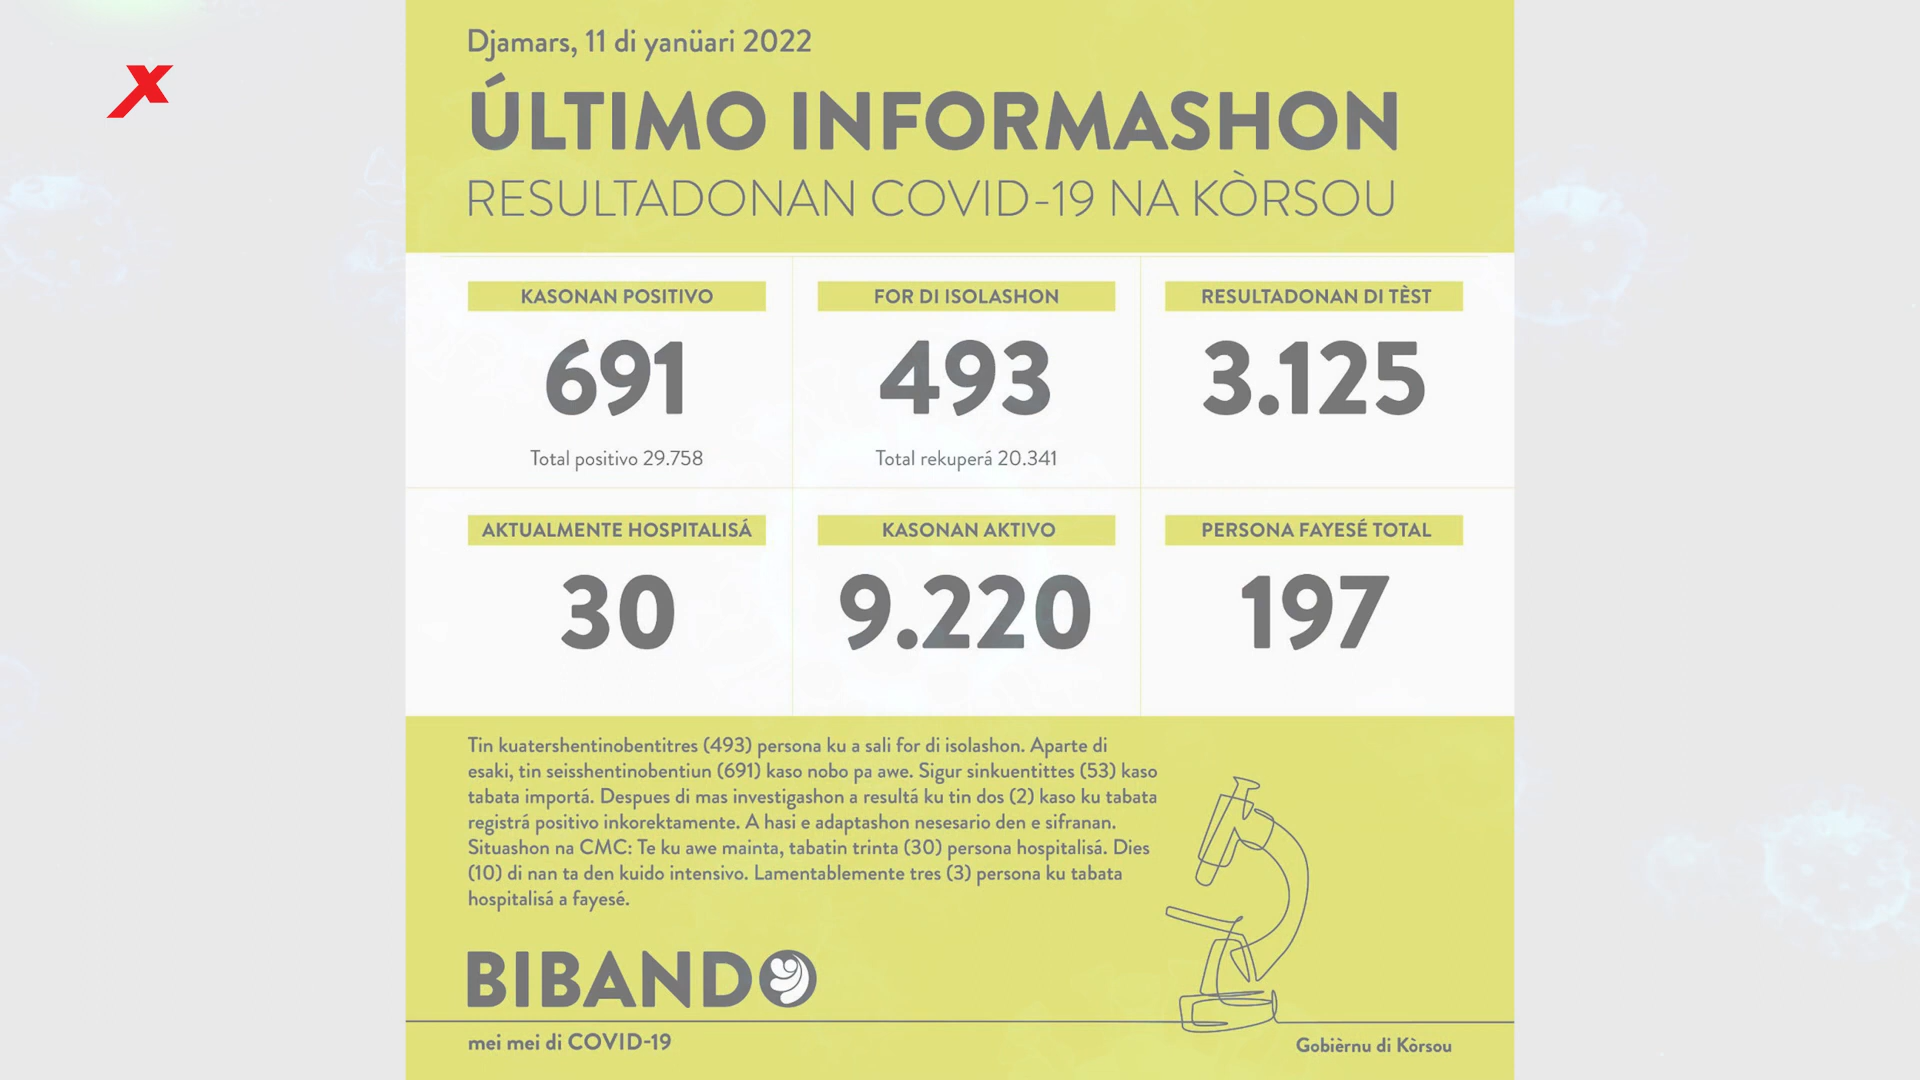 Djamars, 11 di yanüari 2022
ÚLTIMO INFORMASHON
RESULTADONAN COVID-19 NA KÒRSOU
KASONAN POSITIVO
691
Total positivo 29.758
FOR DI ISOLASHON
493
Total rekuperá 20.341
RESULTADONAN DI TÈST
3.125
AKTUALMENTE HOSPITALISÁ
30
KASONAN AKTIVO
9.220
PERSONA FAYESÉ TOTAL
197
Tin kuatershentinobentitres (493) persona ku a sali for di isolashon. Aparte di
esaki, tin seisshentinobentiun (691) kaso nobo pa awe. Sigur sinkuentittes (53) kaso
tabata importá. Despues di mas investigashon a resultá ku tin dos (2) kaso ku tabata
registrá positivo inkorektamente. A hasi e adaptashon nesesario den e sifranan.
Situashon na CMC: Te ku awe mainta, tabatin trinta (30) persona hospitalisá. Dies
(10) di nan ta den kuido intensivo. Lamentablemente tres (3) persona ku tabata
hospitalisá a fayesé.
BIBANDO
mei mei di COVID-19
Gobièrnu di Kòrsou